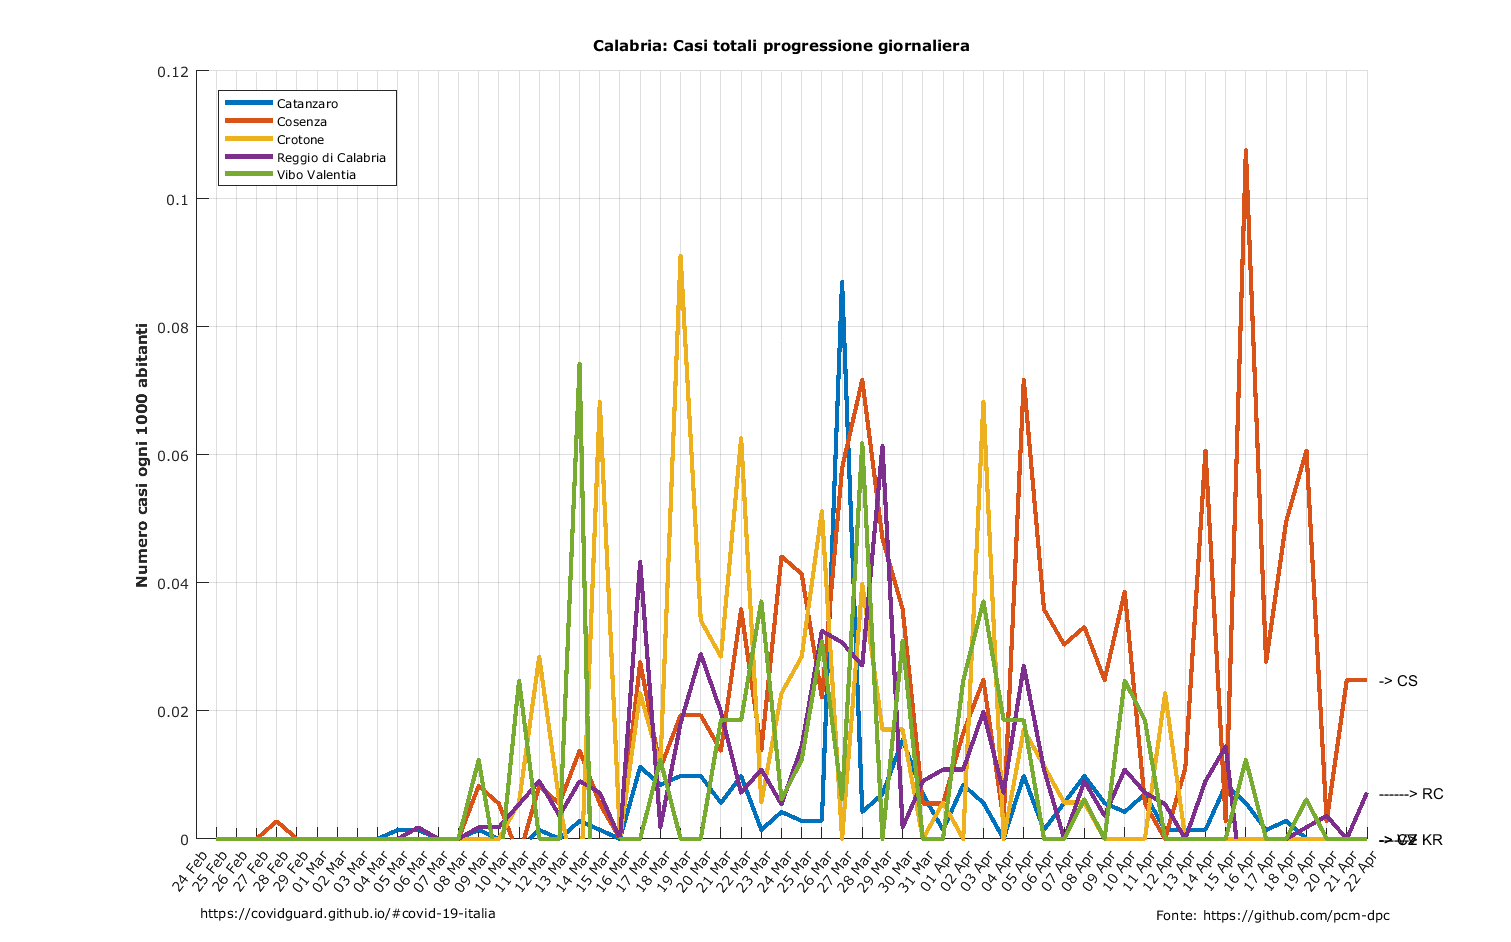 Calabria: Casi totali progressione giornaliera
Numero casi ogni 1000 abitanti
0.12
0.1
0.08
0.06
0.04
0.02
0
Catanzaro
Cosenza
Crotone
Reggio di Calabria
Vibo Valentia
-> CS
------> RC
KR
24 Feb
25 Feb
26 Feb
27 Feb
28 Feb
29 Feb
01 Mar
02 Mar
03 Mar
04 Mar
05 Mar
06 Mar
07 Mar
08 Mar
09 Mar
10 Mar
11 Mar
12 Mar
13 Mar
14 Mar
15 Mar
16 Mar
17 Mar
18 Mar
19 Mar
20 Mar
21 Mar
22 Mar
23 Mar
24 Mar
25 Mar
26 Mar
27 Mar
28 Mar
29 Mar
30 Mar
31 Mar
01 Apr
02 Apr
03 Apr
04 Apr
05 Apr
06 Apr
07 Apr
08 Apr
09 Apr
10 Apr
11 Apr
12 Apr
13 Apr
14 Apr
15 Apr
16 Apr
17 Apr
18 Apr
19 Apr
20 Apr
21 Apr
22 Apr
https://covidguard.github.io/#covid-19-italia
Fonte: https://github.com/pcm-dpc